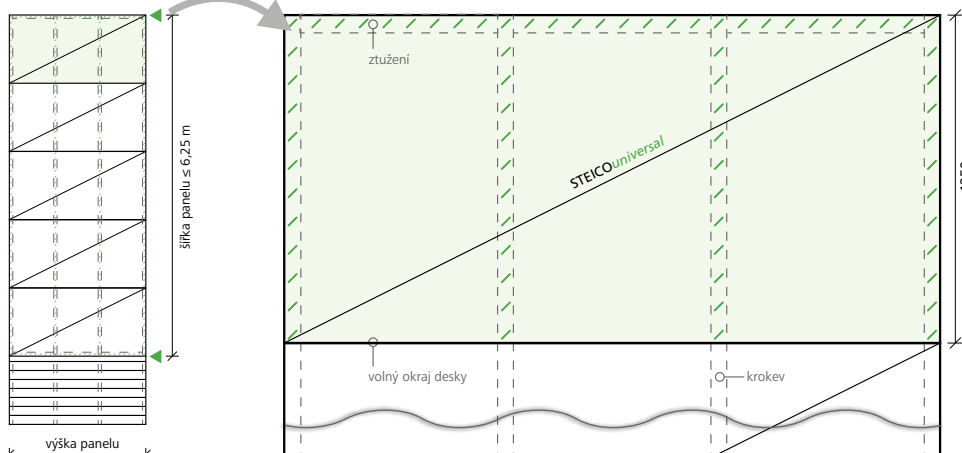 ztužení
šířka panelu ≤ 6,25 m
STEICOuniversal
volný okraj desky
krokev
výška panelu